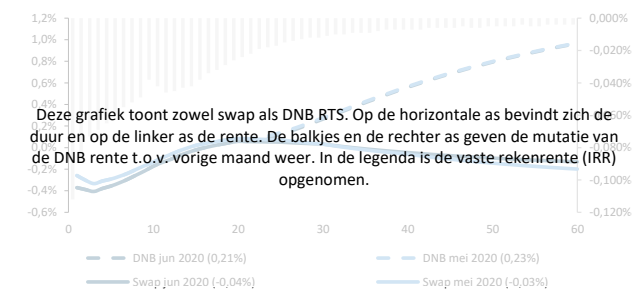 1,2% 0,000%
1,0% -0,020%
0,8%
0,6% -0,040%
0,4%
Deze grafiek toont zowel swap als DNB RTS. Op de horizontale as bevindt zich de
duur en op de linker as de rente. De balkjes en de rechter as geven de mutatie van
de DNB rente t.o.v. vorige maand weer. In de legenda is de vaste rekenrente (IRR)
opgenomen.
-0,2% -0,100%
-0,4%
-0,6% -0,120%
0 10 20 30 40 50 60
DNB jun 2020 (0,21%) DNB mei 2020 (0,23%)
Swap jun 2020 (-0,04%) Swap mei 2020 (-0,03%)